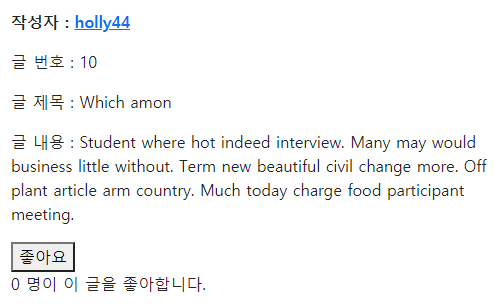 작성자 : holly44
글 번호 : 10
글 제목 : Which amon
글 내용 : Student where hot indeed interview. Many may would
business little without. Term new beautiful civil change more. Off
plant article arm country. Much today charge food participant
meeting.
좋아요
0 명이 이 글을 좋아합니다.